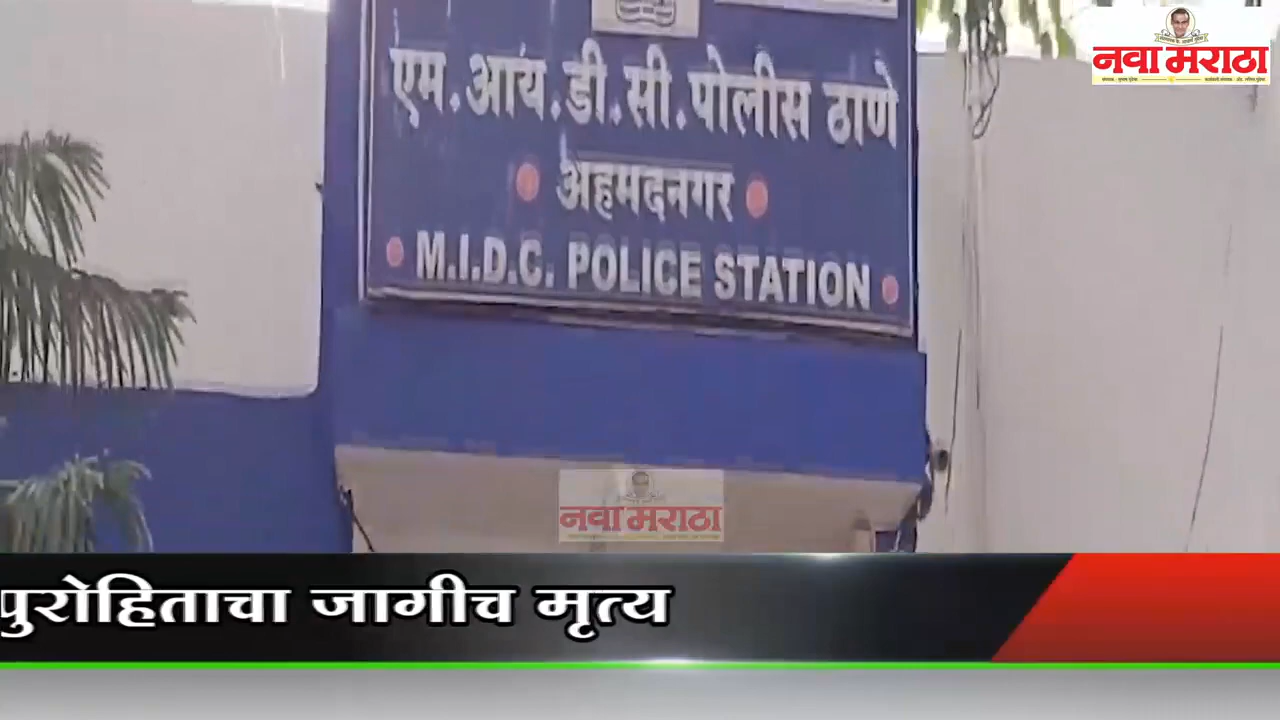 एम.आय.डी.सी.पोलीस ठाणे
अहमदनगर
M.I.D.C. POLICE STATION
नवा मराठा
नवा मराठा
पुरोहिताचा जागीच मृत्य